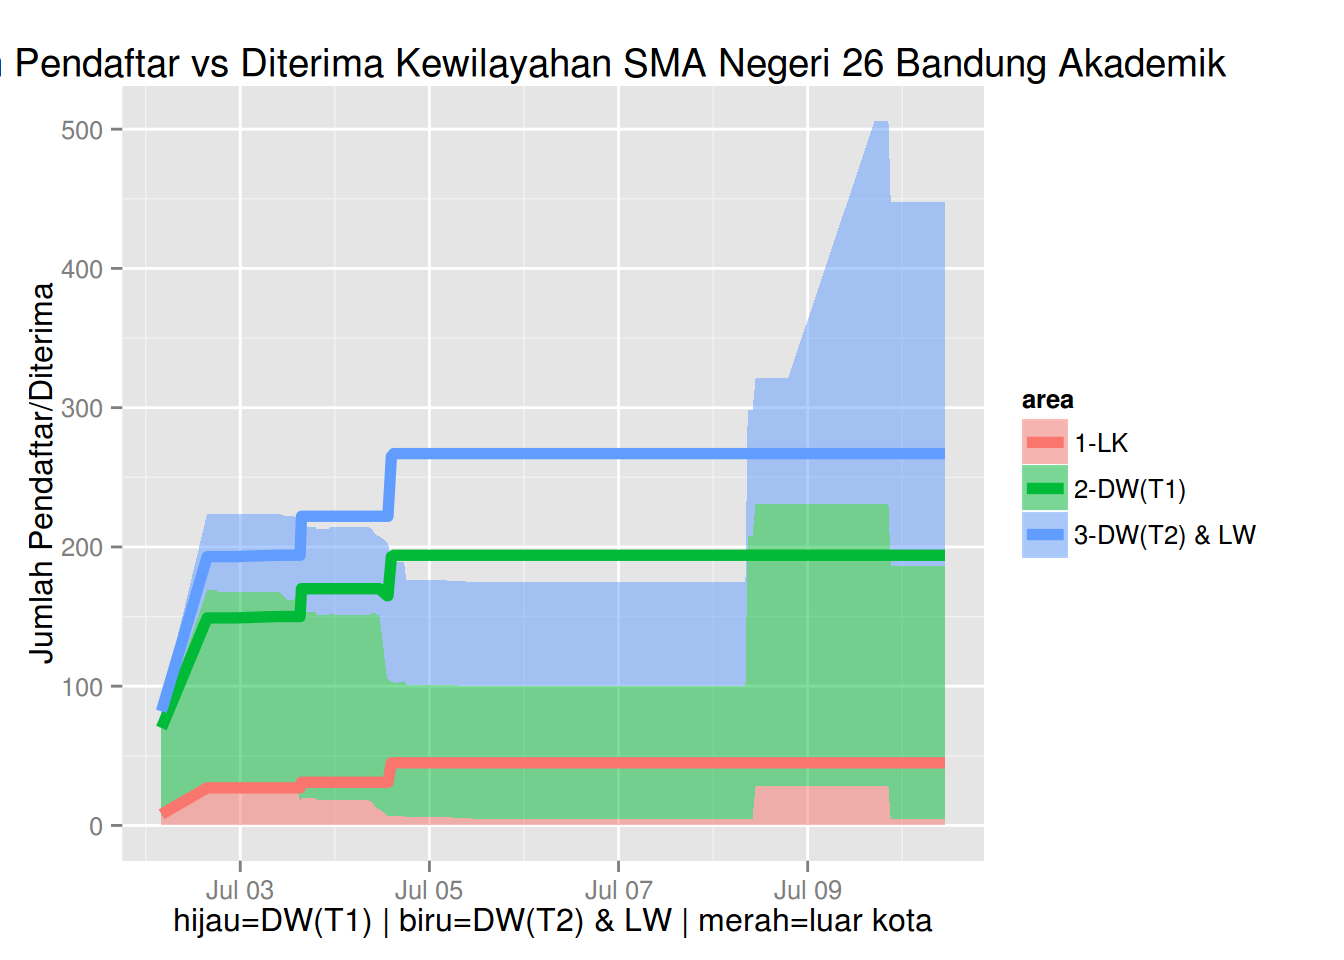 Pendaftar vs Diterima Kewilayahan SMA Negeri 26 Bandung Akademik
Jumlah Pendaftar/Diterima
500
400
300
200
100
0
Jul 03
Jul 05
Jul 07
Jul 09
hijau=DW(T1) | biru=DW(T2) & LW | merah=luar kota
area
1-LK
2-DW(T1)
3-DW(T2) & LW